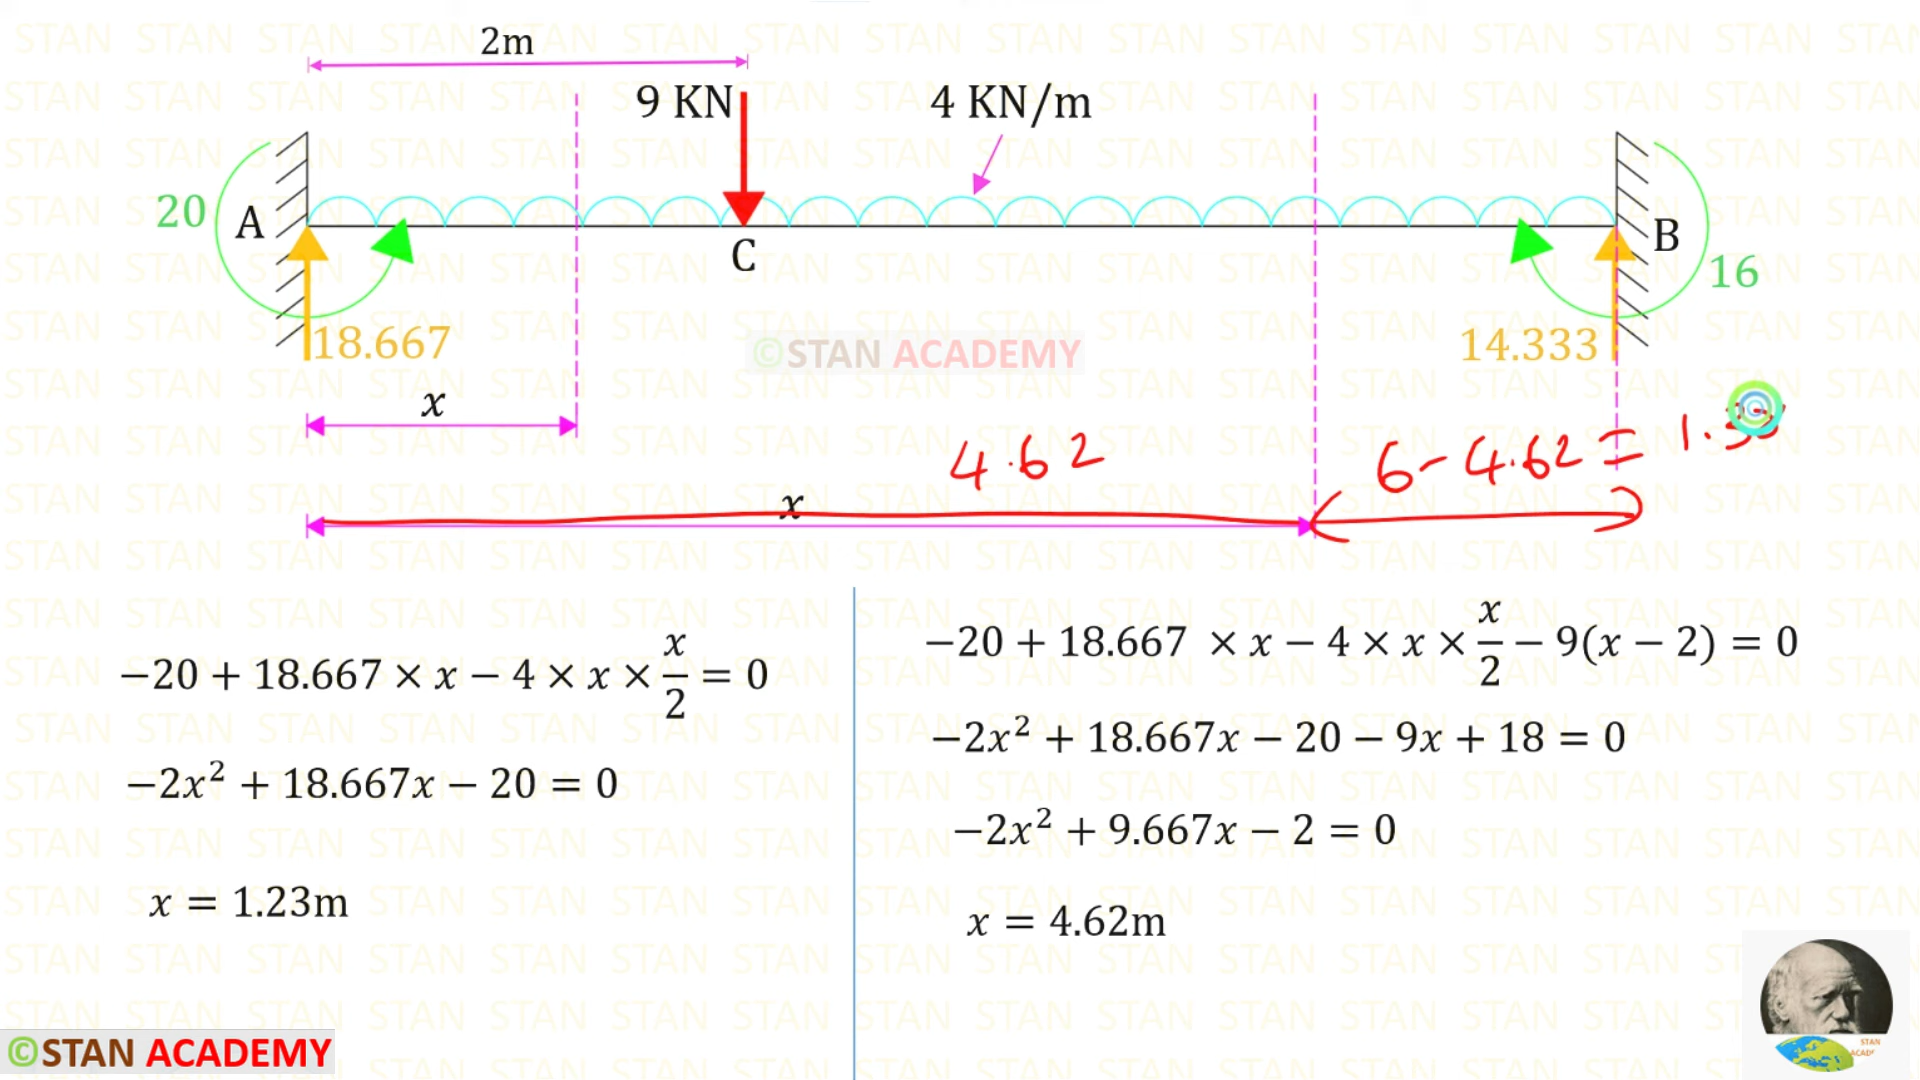 2m
9 KN
4 KN/m
20
A
C
B
16
18.667
14.333
©STAN ACADEMY
x
4.62
6 - 4.62 = 1.38
x
−20 + 18.667 × x − 4 × x × x/2 = 0
−2x² + 18.667x − 20 = 0
x = 1.23m
−20 + 18.667 × x − 4 × x × x/2 − 9(x − 2) = 0
−2x² + 18.667x − 20 − 9x + 18 = 0
−2x² + 9.667x − 2 = 0
x = 4.62m
©STAN ACADEMY
STAN